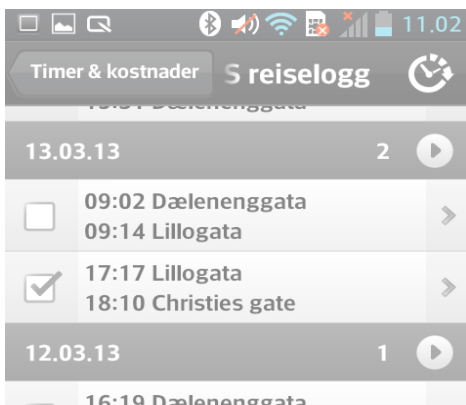 11.02
Timer & kostnader S reiselogg
Dælenenggata
13.03.13 2
09:02 Dælenenggata
09:14 Lillogata
17:17 Lillogata
18:10 Christies gate
12.03.13 1
16:19 Dælenenggata